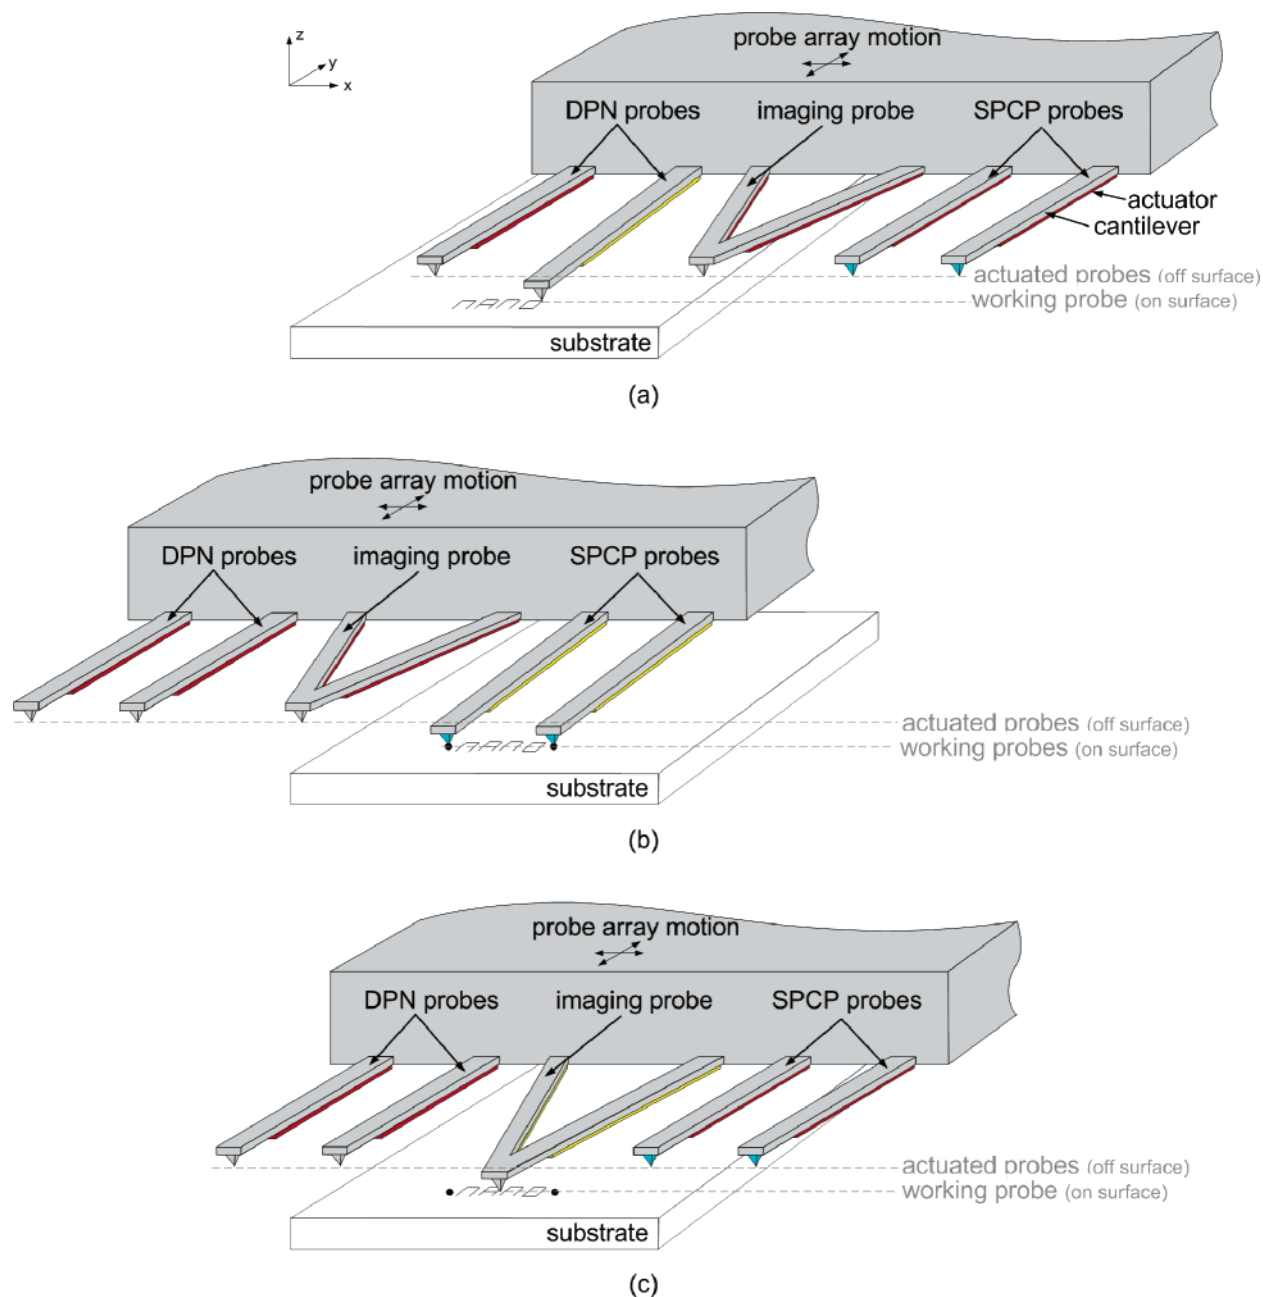 z
y
x
probe array motion
DPN probes
imaging probe
SPCP probes
actuator
cantilever
actuated probes (off surface)
working probe (on surface)
substrate
(a)
probe array motion
DPN probes
imaging probe
SPCP probes
actuated probes (off surface)
working probes (on surface)
substrate
(b)
probe array motion
DPN probes
imaging probe
SPCP probes
actuated probes (off surface)
working probe (on surface)
substrate
(c)